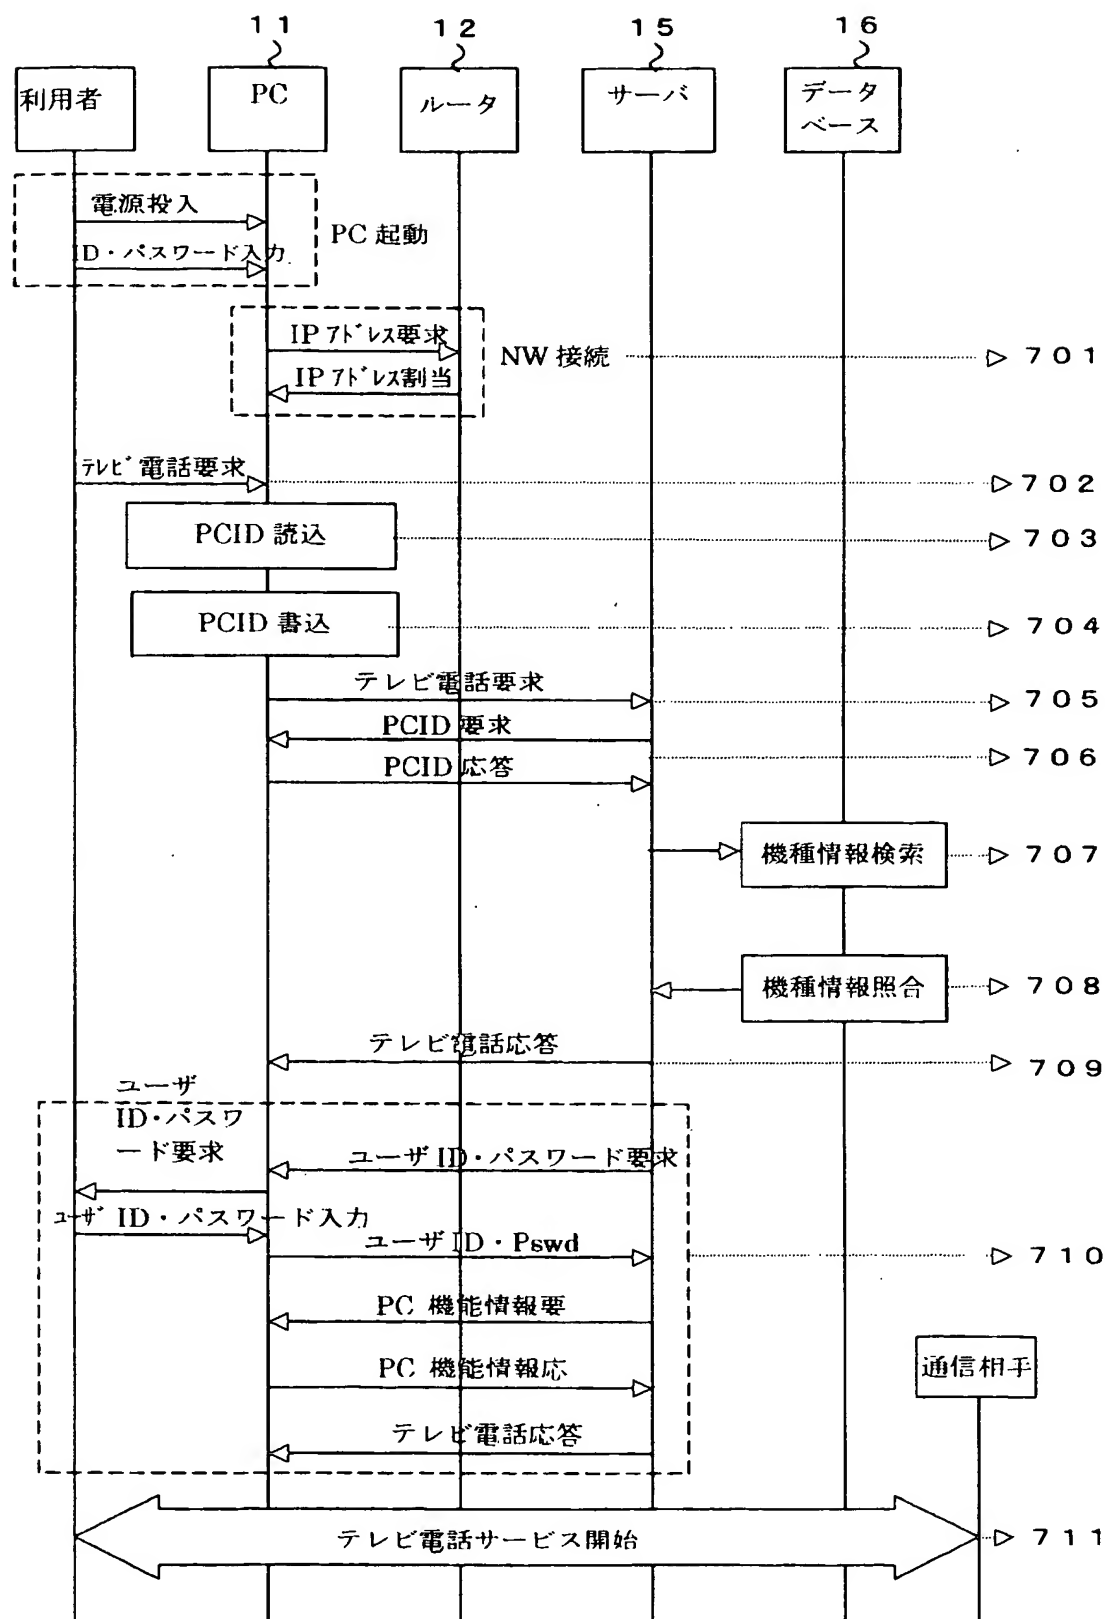 11
12
15
16
利用者
PC
ルータ
サーバ
データ
ベース
電源投入
ID・パスワード入力
PC 起動
IP ｱﾄﾞﾚｽ要求
NW 接続
701
IP ｱﾄﾞﾚｽ割当
ﾃﾚﾋﾞ電話要求
702
PCID 読込
703
PCID 書込
704
テレビ電話要求
705
PCID 要求
706
PCID 応答
機種情報検索
707
機種情報照合
708
テレビ電話応答
709
ユーザ
ID・パスワ
ード要求
ユーザ ID・パスワード要求
ﾕｰｻﾞ ID・パスワード入力
ユーザ ID・Pswd
710
PC 機能情報要
PC 機能情報応
通信相手
テレビ電話応答
テレビ電話サービス開始
711